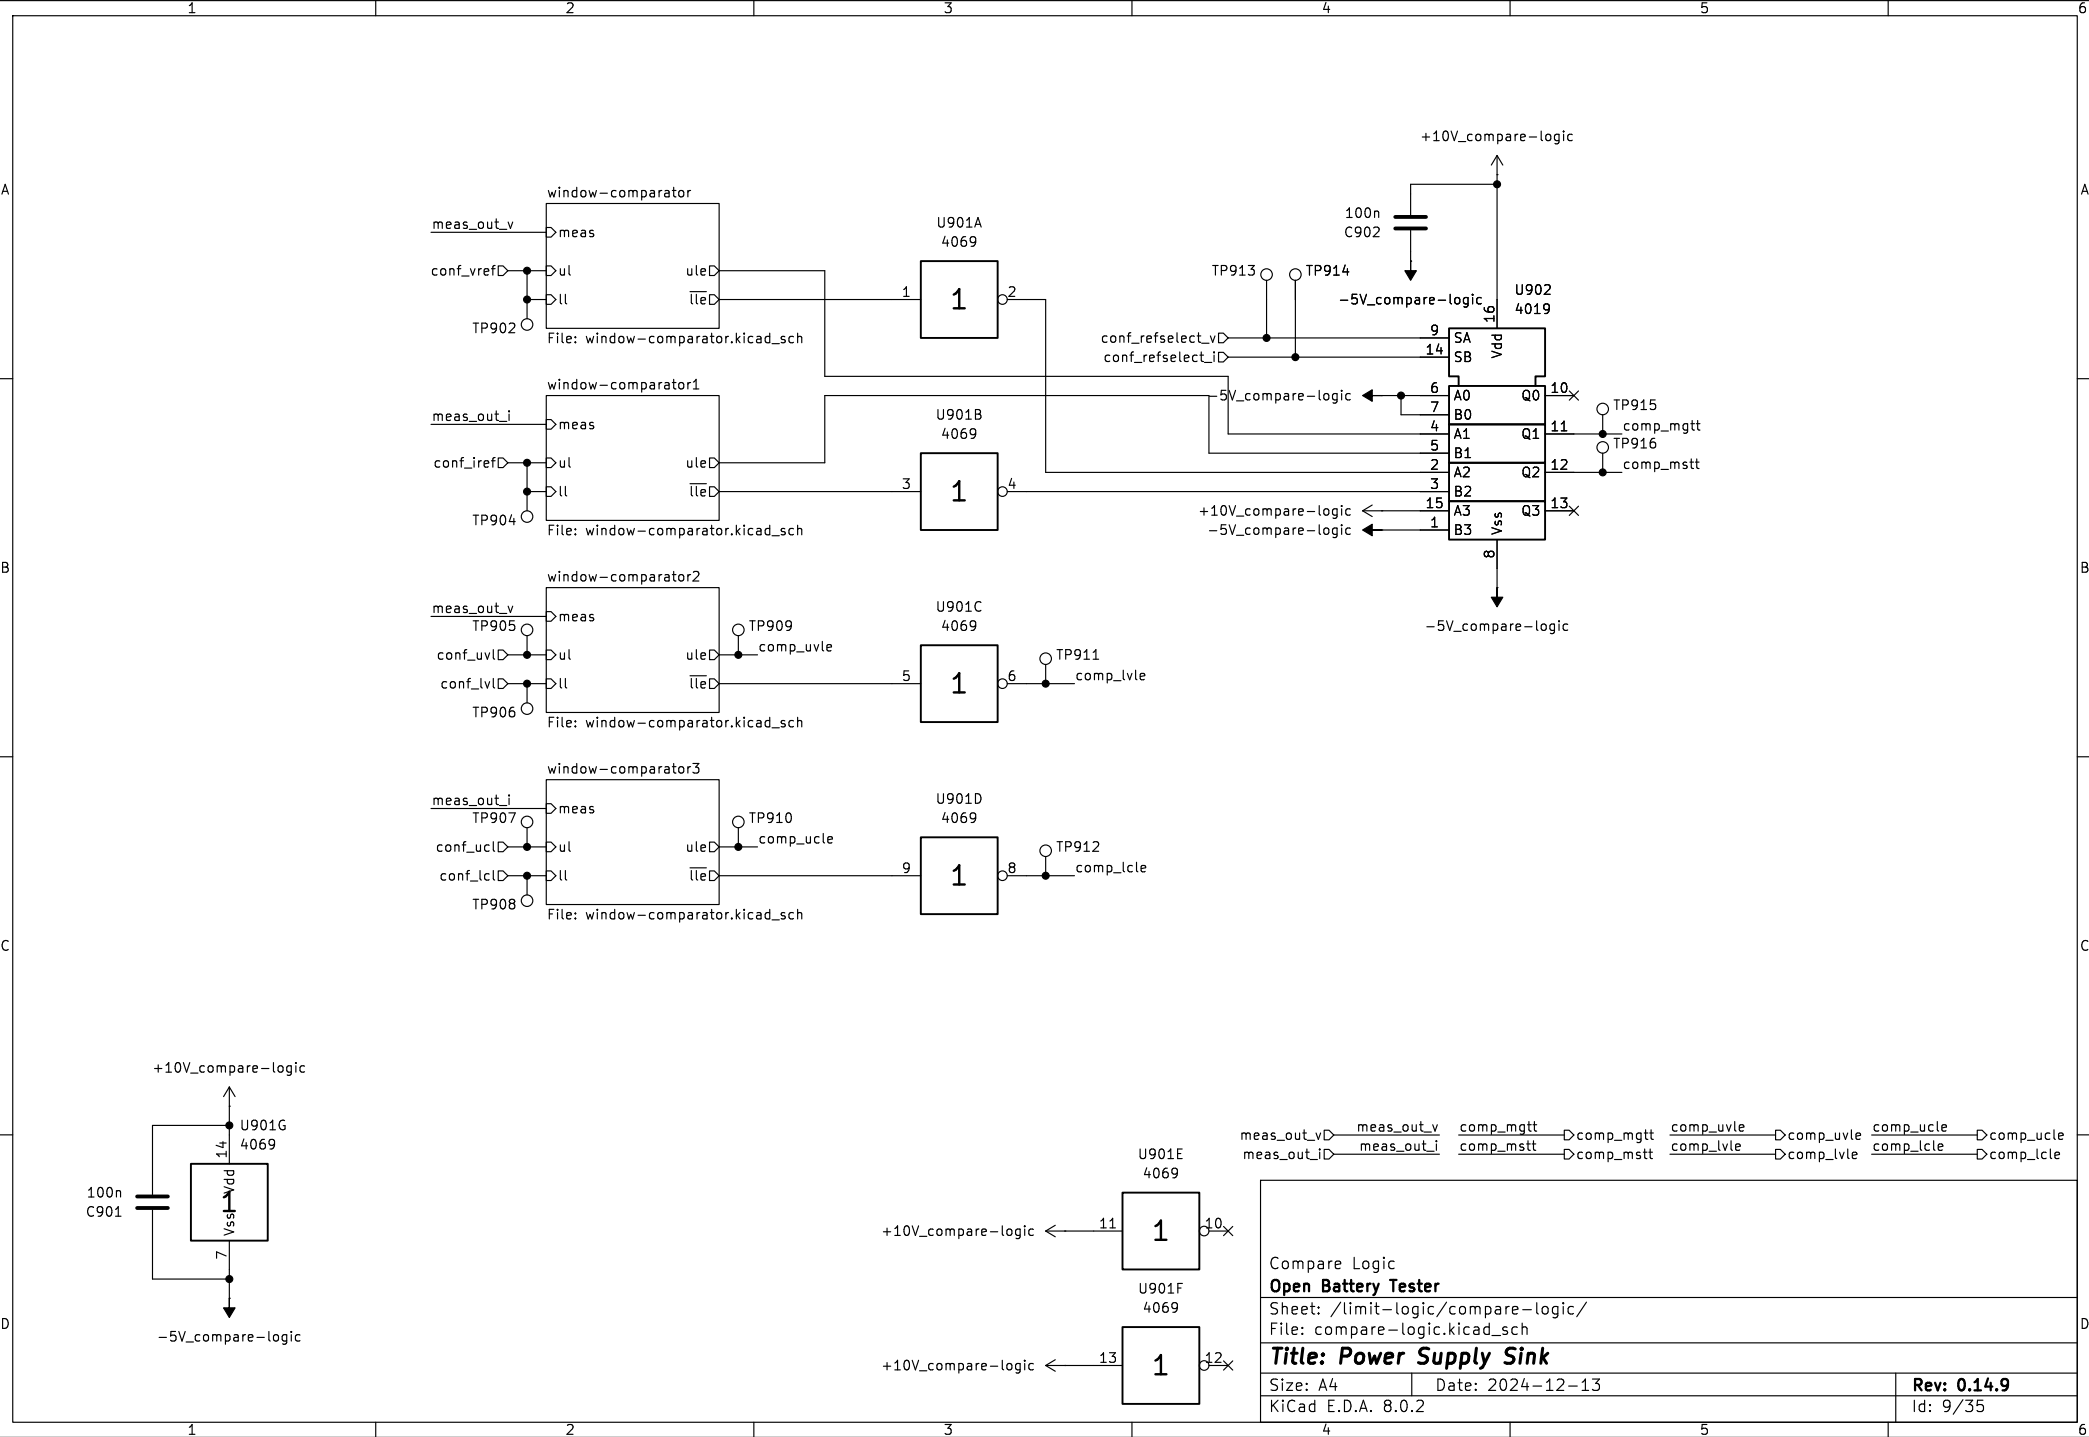 1 2 3 4 5 6
A
B
C
D
A
B
C
D
window-comparator
meas_out_v
meas
conf_vref
ul
ll
ule
lle
TP902
File: window-comparator.kicad_sch
U901A
4069
1
1
2
window-comparator1
meas_out_i
meas
conf_iref
ul
ll
ule
lle
TP904
File: window-comparator.kicad_sch
U901B
4069
3
1
4
window-comparator2
meas_out_v
meas
TP905
conf_uvl
ul
conf_lvl
ll
TP906
ule
lle
TP909
comp_uvle
File: window-comparator.kicad_sch
U901C
4069
5
1
6
TP911
comp_lvle
window-comparator3
meas_out_i
meas
TP907
conf_ucl
ul
conf_lcl
ll
TP908
ule
lle
TP910
comp_ucle
File: window-comparator.kicad_sch
U901D
4069
9
1
8
TP912
comp_lcle
+10V_compare-logic
100n
C902
-5V_compare-logic
TP913
TP914
U902
4019
16
Vdd
conf_refselect_v
9
SA
conf_refselect_i
14
SB
-5V_compare-logic
6
A0
Q0
10
7
B0
4
A1
Q1
11
TP915
comp_mgtt
5
B1
2
A2
Q2
12
TP916
comp_mstt
3
B2
+10V_compare-logic
15
A3
Q3
13
-5V_compare-logic
1
B3
Vss
8
-5V_compare-logic
+10V_compare-logic
U901G
4069
14
Vdd
1
Vss
7
100n
C901
-5V_compare-logic
U901E
4069
+10V_compare-logic
11
1
10
U901F
4069
+10V_compare-logic
13
1
12
meas_out_v meas_out_v comp_mgtt comp_mgtt comp_uvle comp_uvle comp_ucle comp_ucle
meas_out_i meas_out_i comp_mstt comp_mstt comp_lvle comp_lvle comp_lcle comp_lcle
Compare Logic
Open Battery Tester
Sheet: /limit-logic/compare-logic/
File: compare-logic.kicad_sch
Title: Power Supply Sink
Size: A4 Date: 2024-12-13 Rev: 0.14.9
KiCad E.D.A. 8.0.2 Id: 9/35
1 2 3 4 5 6